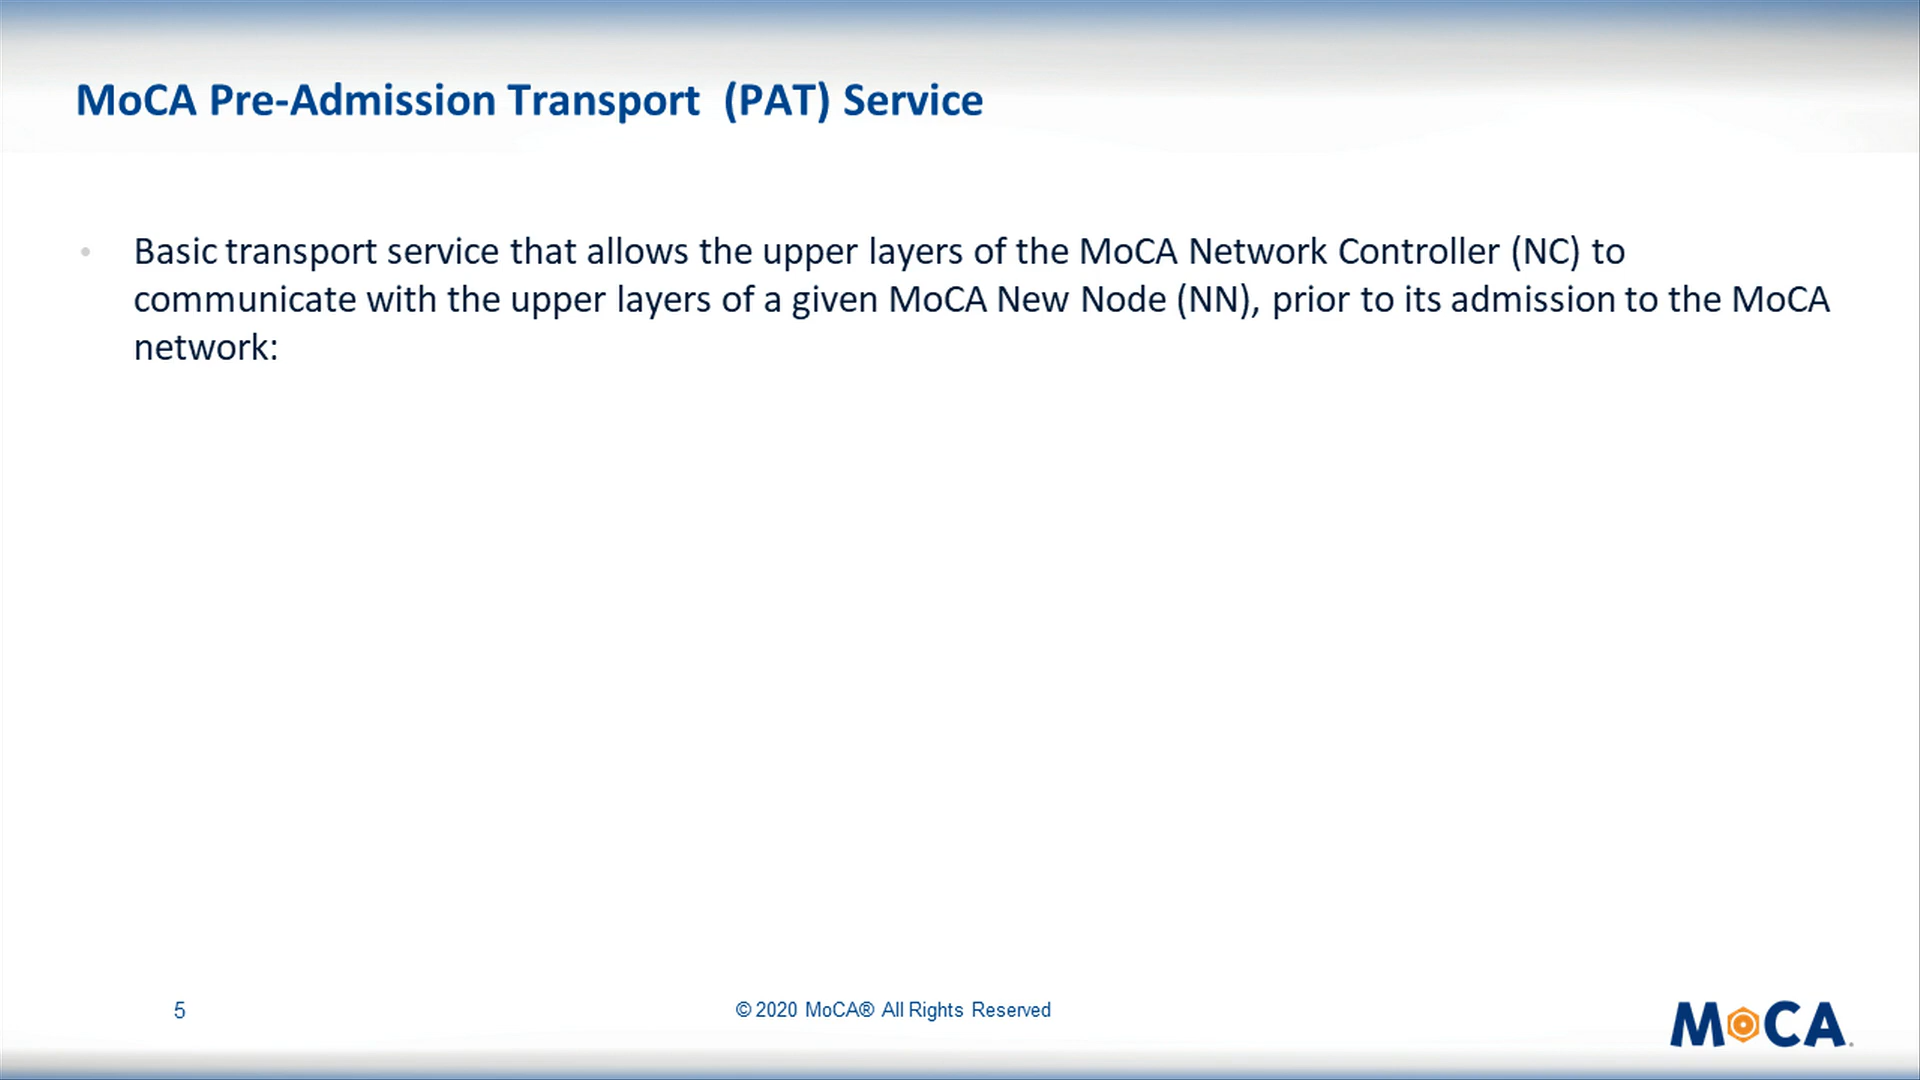 MoCA Pre-Admission Transport (PAT) Service
• Basic transport service that allows the upper layers of the MoCA Network Controller (NC) to
communicate with the upper layers of a given MoCA New Node (NN), prior to its admission to the MoCA
network:
5
© 2020 MoCA® All Rights Reserved
MoCA